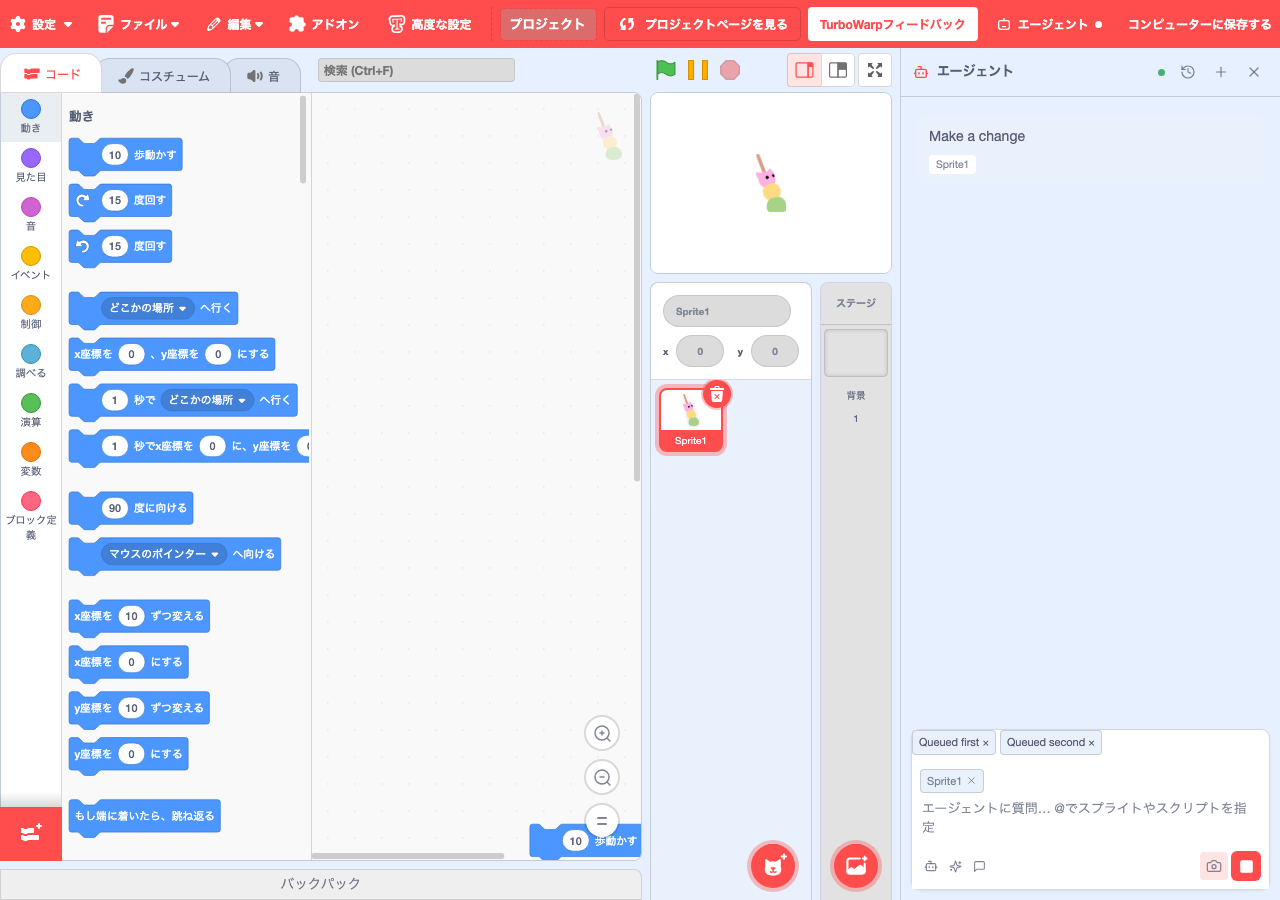 設定
ファイル
編集
アドオン
高度な設定
プロジェクト
プロジェクトページを見る
TurboWarpフィードバック
エージェント
コンピューターに保存する
コード
コスチューム
音
検索 (Ctrl+F)
エージェント
動き
見た目
音
イベント
制御
調べる
演算
変数
ブロック定義
動き
10 歩動かす
15 度回す
15 度回す
どこかの場所 へ行く
x座標を 0 、y座標を 0 にする
1 秒で どこかの場所 へ行く
1 秒でx座標を 0 に、y座標を
90 度に向ける
マウスのポインター へ向ける
x座標を 10 ずつ変える
x座標を 0 にする
y座標を 10 ずつ変える
y座標を 0 にする
もし端に着いたら、跳ね返る
10 歩動かす
バックパック
Sprite1
x 0 y 0
Sprite1
ステージ
背景
1
Make a change
Sprite1
Queued first ×
Queued second ×
Sprite1 ×
エージェントに質問... @でスプライトやスクリプトを指
定